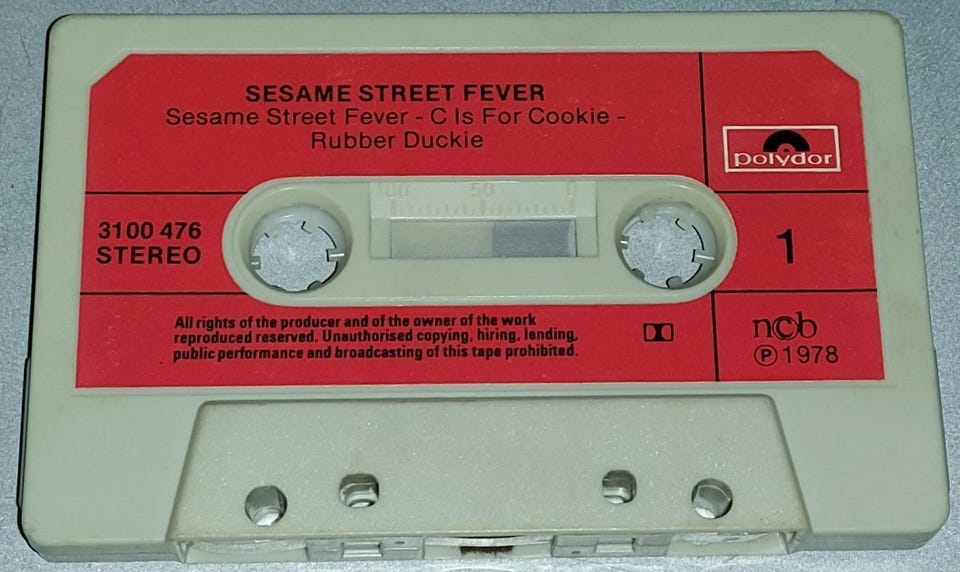 SESAME STREET FEVER
Sesame Street Fever - C Is For Cookie -
Rubber Duckie
polydor
100 50 0
3100 476
STEREO
1
All rights of the producer and of the owner of the work
reproduced reserved. Unauthorised copying, hiring, lending,
public performance and broadcasting of this tape prohibited.
ncb
℗ 1978